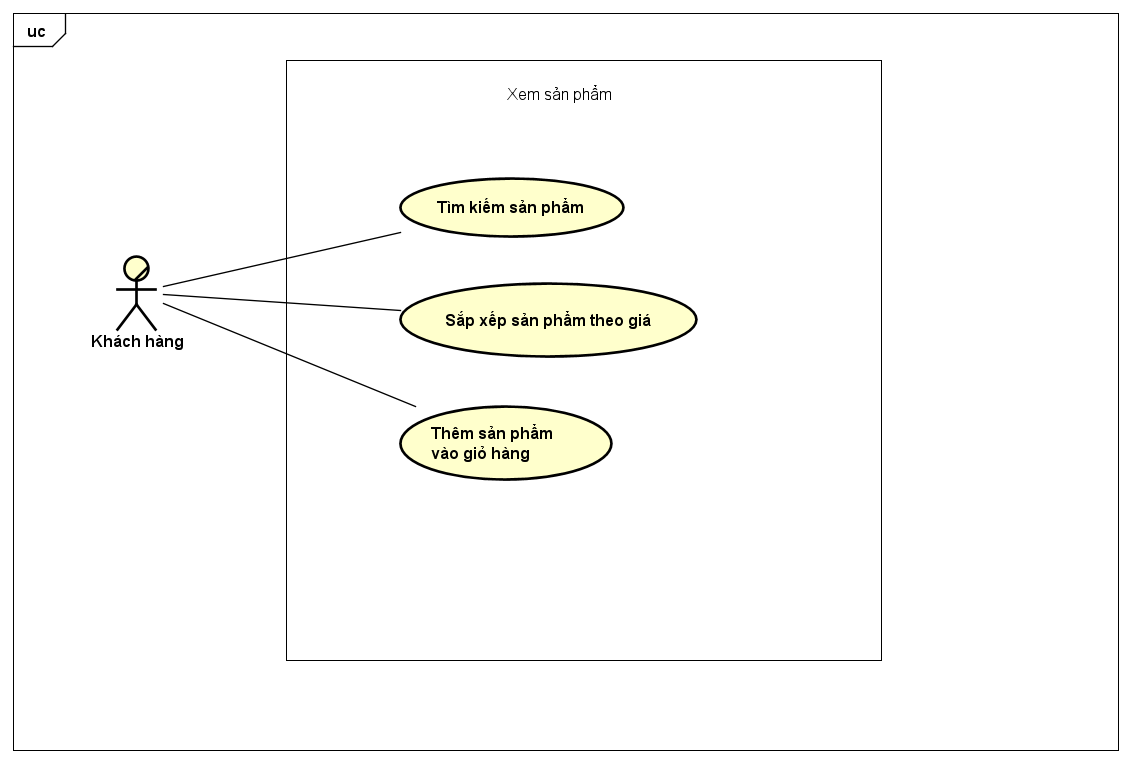 uc
Xem sản phẩm
Tìm kiếm sản phẩm
Sắp xếp sản phẩm theo giá
Khách hàng
Thêm sản phẩm
vào giỏ hàng